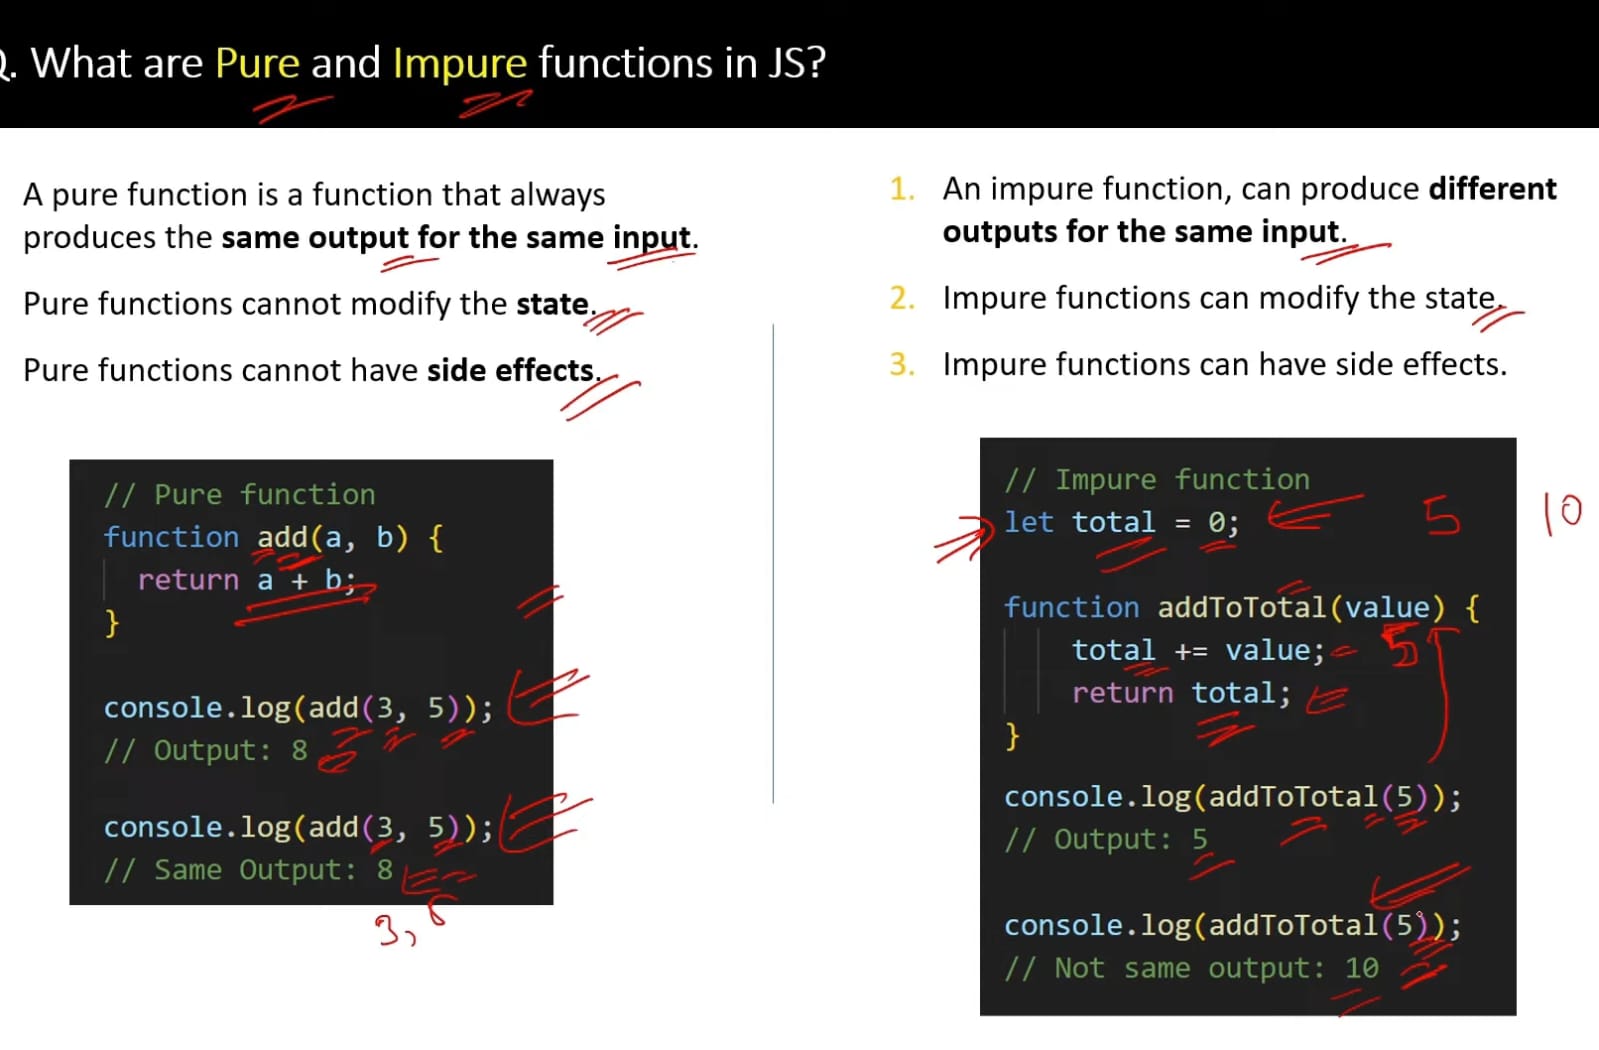 Q. What are Pure and Impure functions in JS?
A pure function is a function that always
produces the same output for the same input.
Pure functions cannot modify the state.
Pure functions cannot have side effects.
// Pure function
function add(a, b) {
return a + b;
}
console.log(add(3, 5));
// Output: 8
console.log(add(3, 5));
// Same Output: 8
3,
1. An impure function, can produce different
outputs for the same input.
2. Impure functions can modify the state.
3. Impure functions can have side effects.
// Impure function
let total = 0;
5 10
function addToTotal(value) {
total += value; 5
return total;
}
console.log(addToTotal(5));
// Output: 5
console.log(addToTotal(5));
// Not same output: 10